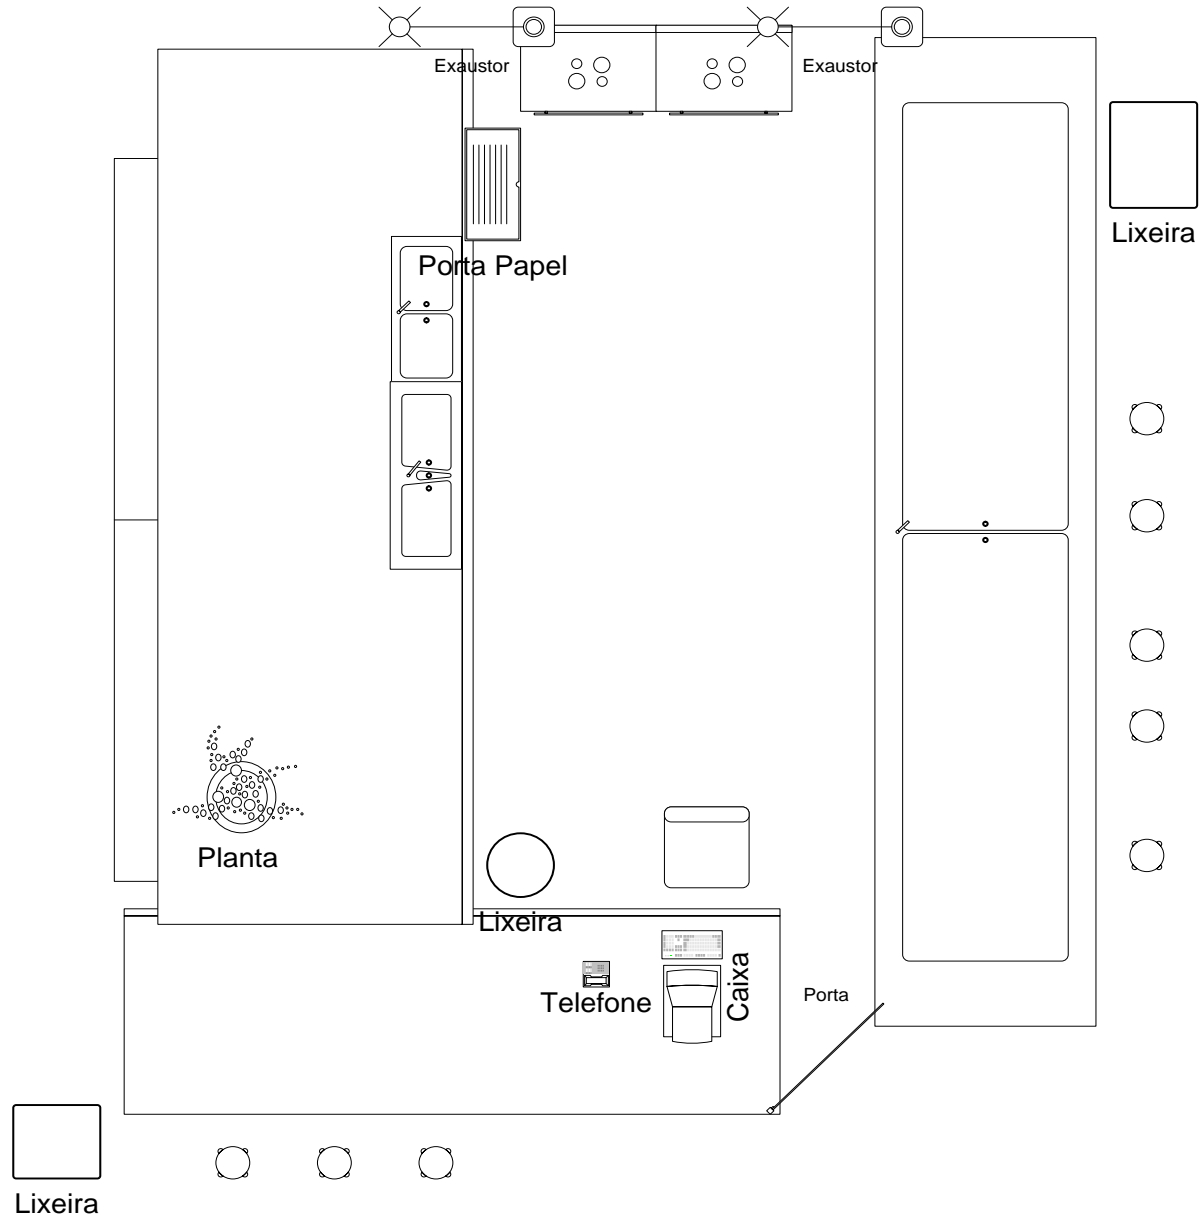 Exaustor
Exaustor
Lixeira
Porta Papel
Planta
Lixeira
Telefone
Caixa
Porta
Lixeira